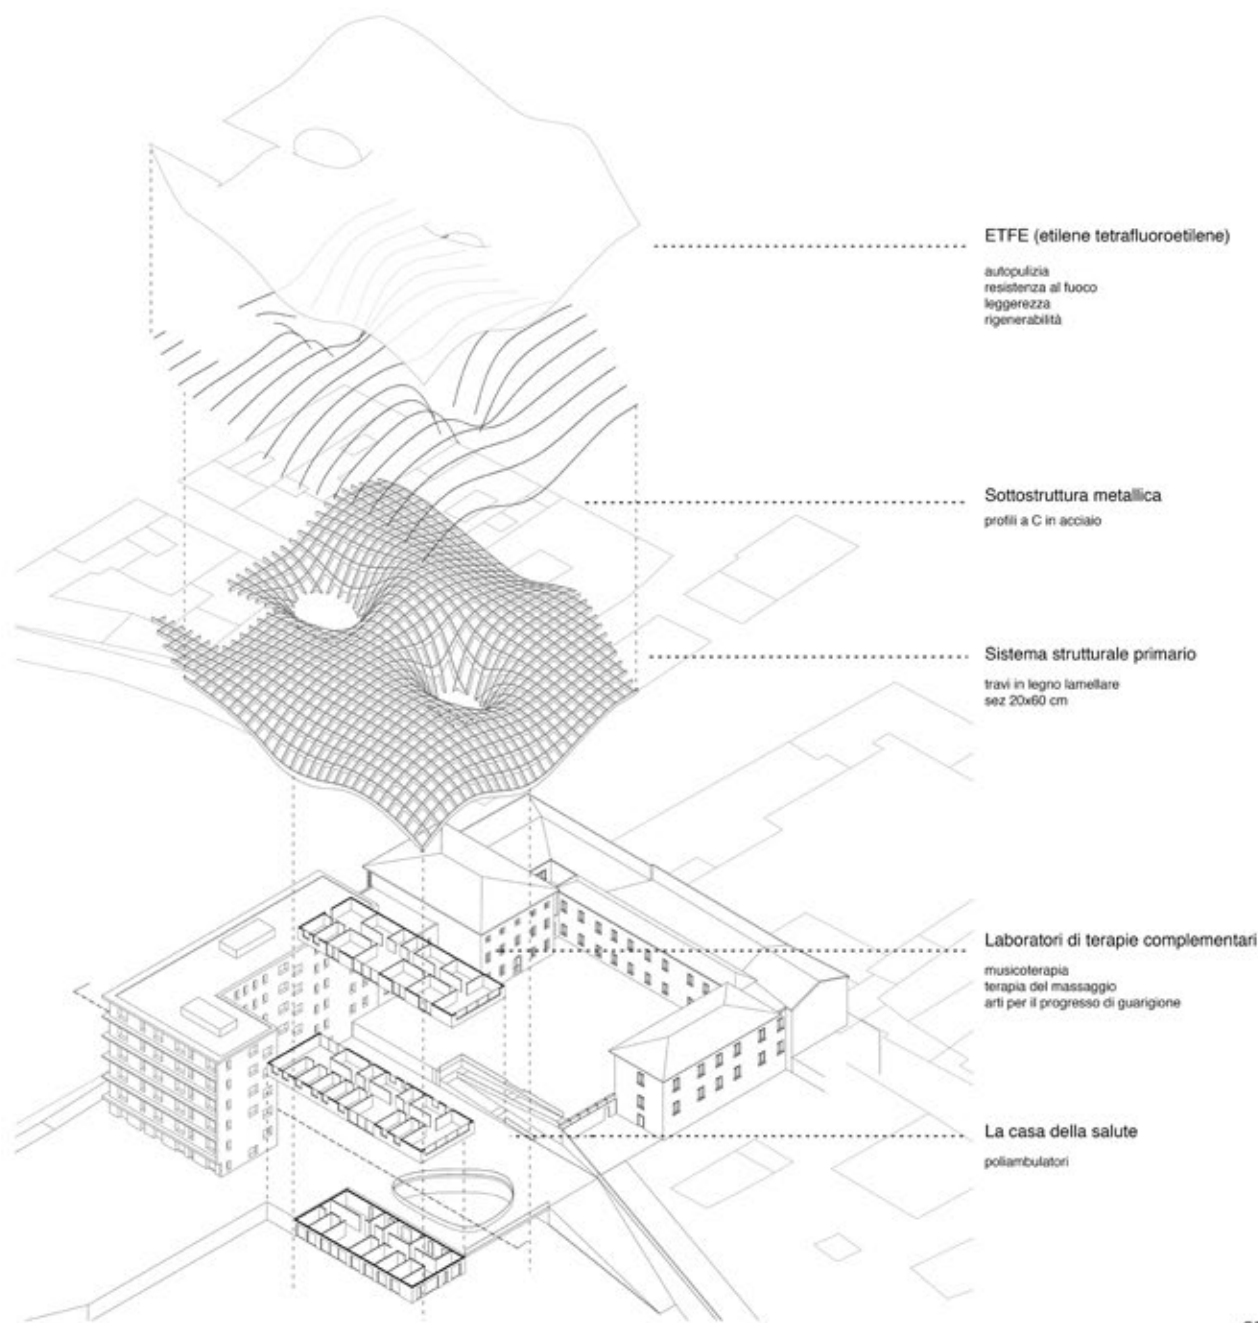 ETFE (etilene tetrafluoroetilene)
autopulizia
resistenza al fuoco
leggerezza
rigenerabilità
Sottostruttura metallica
profili a C in acciaio
Sistema strutturale primario
travi in legno lamellare
sez 20x60 cm
Laboratori di terapie complementari
musicoterapia
terapia del massaggio
arti per il progresso di guarigione
La casa della salute
poliambulatori